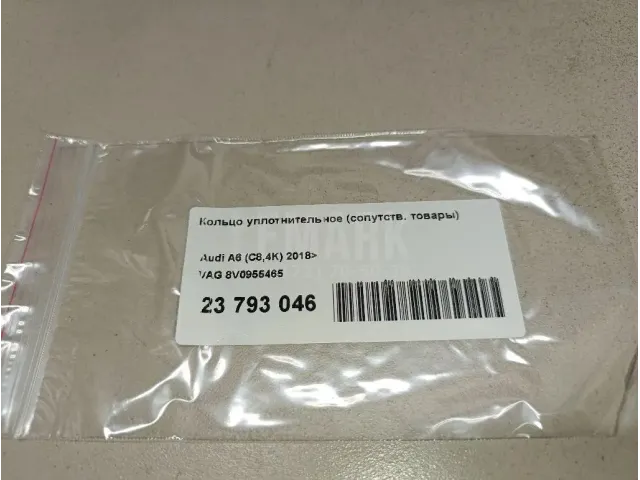 Кольцо уплотнительное (сопутств. товары)
Audi A6 (C8,4K) 2018>
VAG 8V0955465
23 793 046